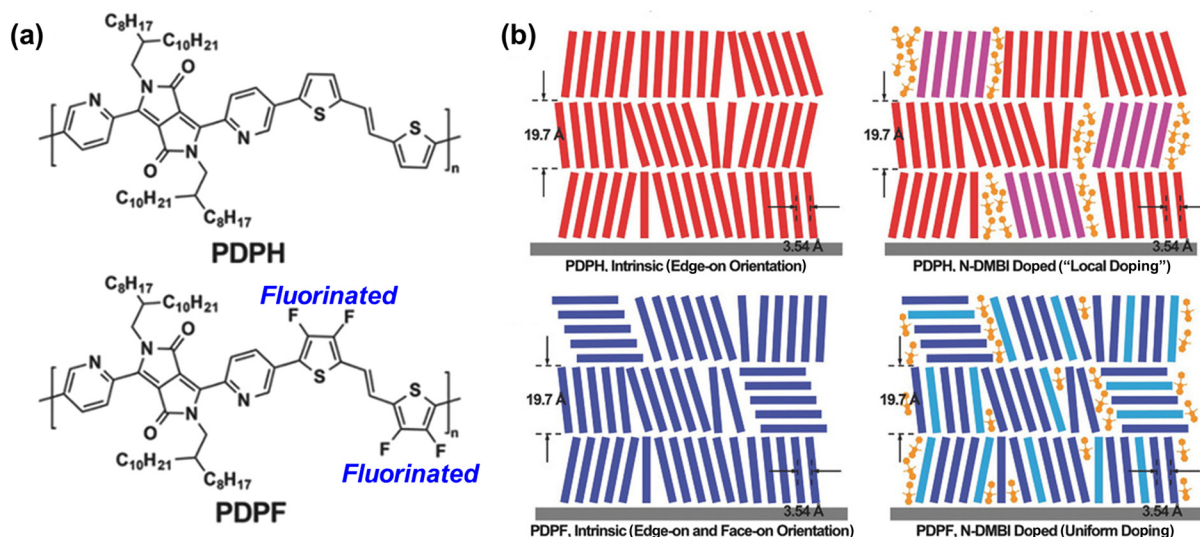 (a)
C8H17
C10H21
N
O
N
N
O
N
S
S
n
C10H21
C8H17
PDPH
C8H17
C10H21
Fluorinated
F
F
N
O
N
N
O
N
S
S
F
F
n
C10H21
C8H17
Fluorinated
PDPF
(b)
19.7 Å
3.54 Å
PDPH, Intrinsic (Edge-on Orientation)
19.7 Å
3.54 Å
PDPH, N-DMBI Doped ("Local Doping")
19.7 Å
3.54 Å
PDPF, Intrinsic (Edge-on and Face-on Orientation)
19.7 Å
3.54 Å
PDPF, N-DMBI Doped (Uniform Doping)